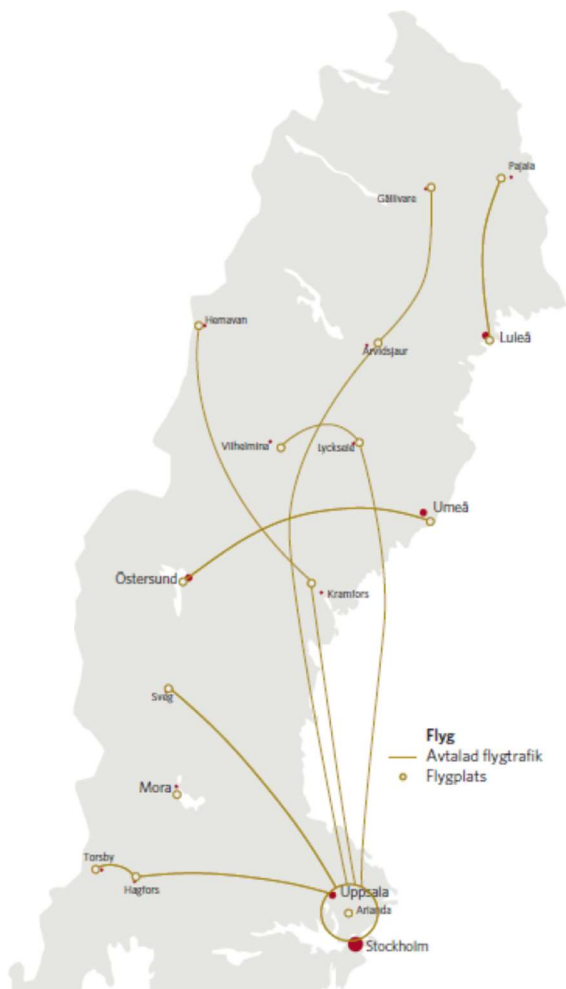 Pajala
Gällivare
Hemavan
Luleå
Arvidsjaur
Vilhelmina
Lycksele
Umeå
Östersund
Kramfors
Sveg
Flyg
Avtalad flygtrafik
Flygplats
Mora
Torsby
Hagfors
Uppsala
Arlanda
Stockholm